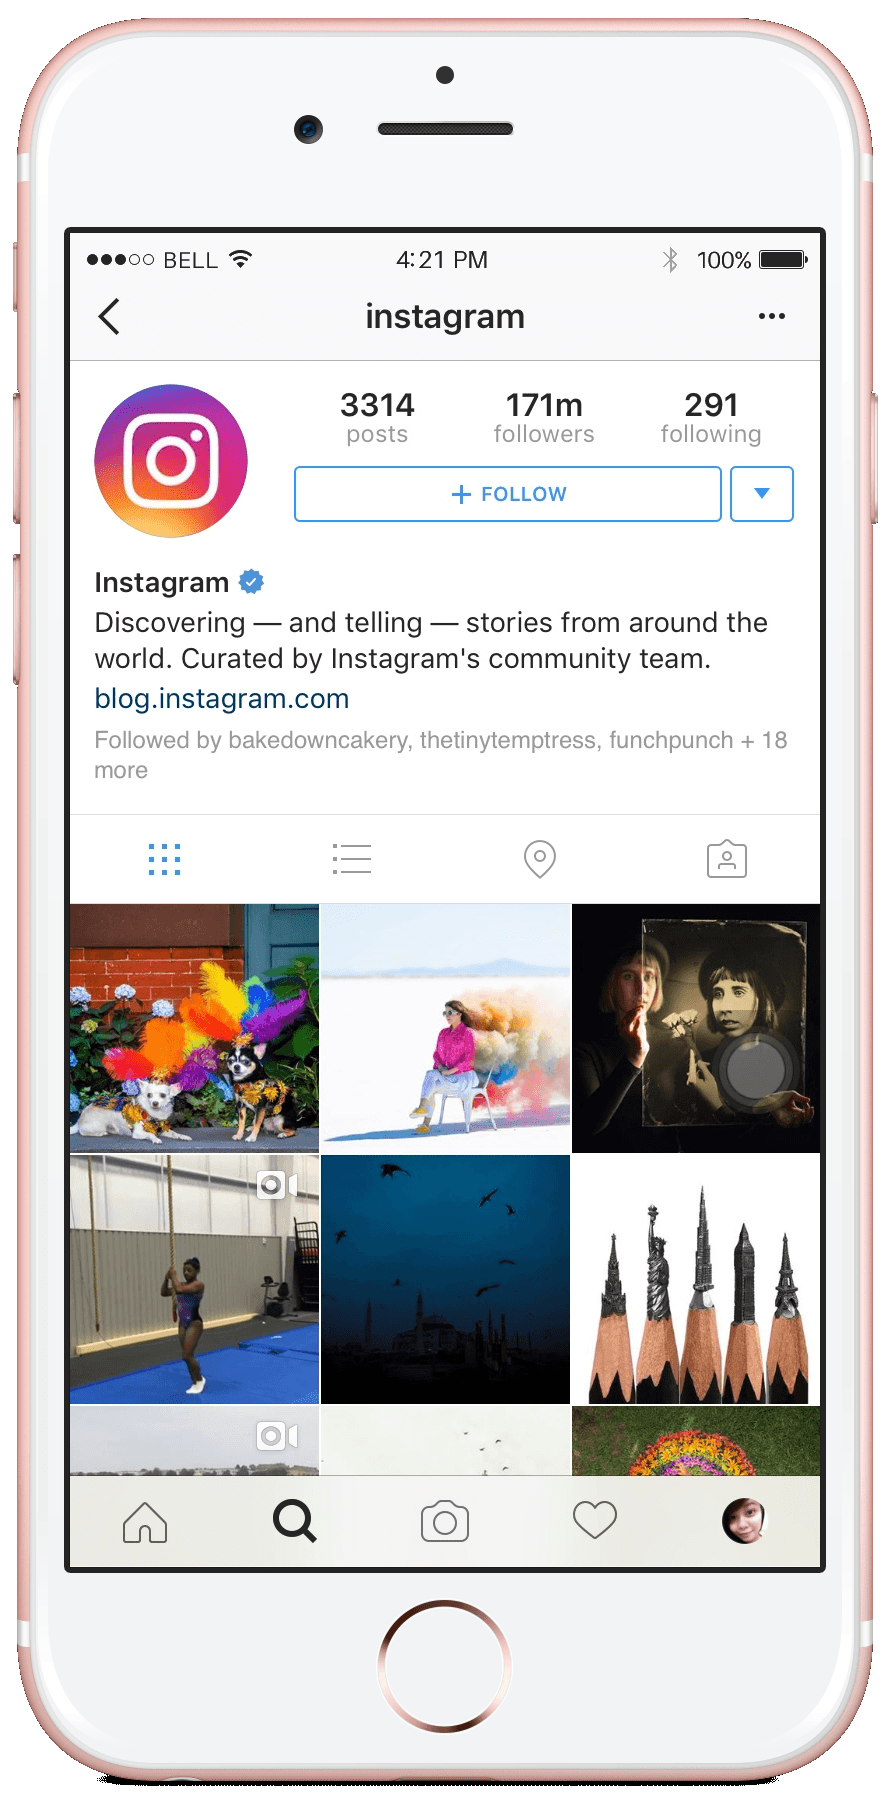 BELL 4:21 PM 100%
instagram
3314 171m 291
posts followers following
+ FOLLOW
Instagram
Discovering — and telling — stories from around the
world. Curated by Instagram's community team.
blog.instagram.com
Followed by bakedowncakery, thetinytemptress, funchpunch + 18
more